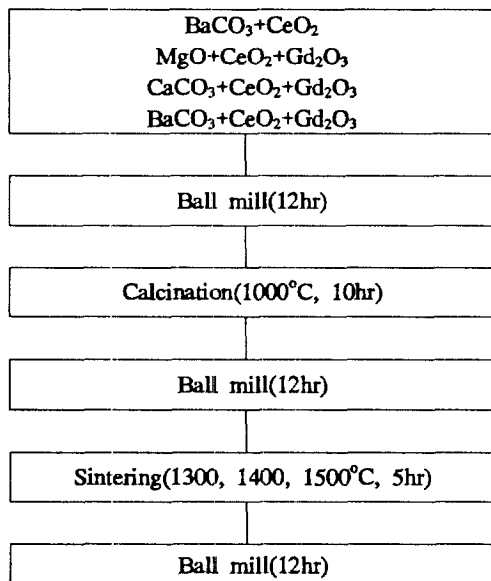 BaCO₃+CeO₂
MgO+CeO₂+Gd₂O₃
CaCO₃+CeO₂+Gd₂O₃
BaCO₃+CeO₂+Gd₂O₃
Ball mill(12hr)
Calcination(1000°C, 10hr)
Ball mill(12hr)
Sintering(1300, 1400, 1500°C, 5hr)
Ball mill(12hr)